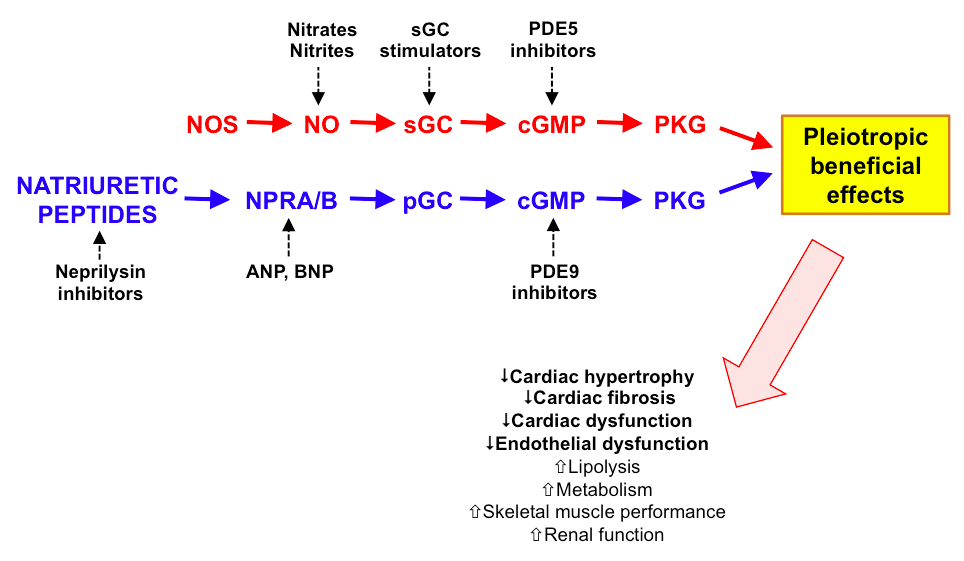 Nitrates
Nitrites
sGC
stimulators
PDE5
inhibitors
NOS NO sGC cGMP PKG
Pleiotropic
beneficial
effects
NATRIURETIC
PEPTIDES
NPRA/B pGC cGMP PKG
Neprilysin
inhibitors
ANP, BNP
PDE9
inhibitors
↓Cardiac hypertrophy
↓Cardiac fibrosis
↓Cardiac dysfunction
↓Endothelial dysfunction
⇧Lipolysis
⇧Metabolism
⇧Skeletal muscle performance
⇧Renal function